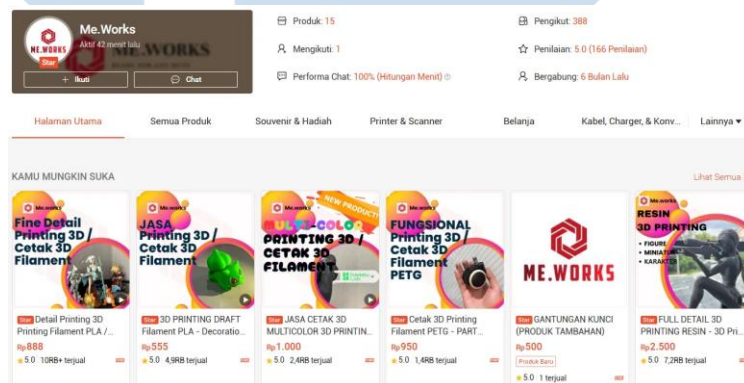 Me.Works
Aktif 42 menit lalu
ME.WORKS
Star
+ Ikuti
Chat
Produk: 15
Mengikuti: 1
Performa Chat: 100% (Hitungan Menit)
Pengikut: 388
Penilaian: 5.0 (166 Penilaian)
Bergabung: 6 Bulan Lalu
Halaman Utama
Semua Produk
Souvenir & Hadiah
Printer & Scanner
Belanja
Kabel, Charger, & Konv...
Lainnya
KAMU MUNGKIN SUKA
Lihat Semua
Me.works
Fine Detail
Printing 3D /
Cetak 3D
Filament
Star Detail Printing 3D
Printing Filament PLA /...
Rp888
5.0 10RB+ terjual
Me.works
JASA
Printing 3D /
Cetak 3D
Filament
Star 3D PRINTING DRAFT
Filament PLA - Decoratio...
Rp555
5.0 4,9RB terjual
Me.works
NEW PRODUCT!
MULTI-COLOR
PRINTING 3D /
CETAK 3D
FILAMENT
Star JASA CETAK 3D
MULTICOLOR 3D PRINTIN...
Rp1.000
5.0 2,4RB terjual
Me.works
FUNGSIONAL
Printing 3D /
Cetak 3D
Filament
PETG
Star Cetak 3D Printing
Filament PETG - PART...
Rp950
5.0 1,4RB terjual
ME.WORKS
Star GANTUNGAN KUNCI
(PRODUK TAMBAHAN)
Rp500
Produk Baru
5.0 1 terjual
Me.works
RESIN
3D PRINTING
• FIGURE
• MINIATUR
• KARAKTER
Star FULL DETAIL 3D
PRINTING RESIN - 3D Pri...
Rp2.500
5.0 7,2RB terjual